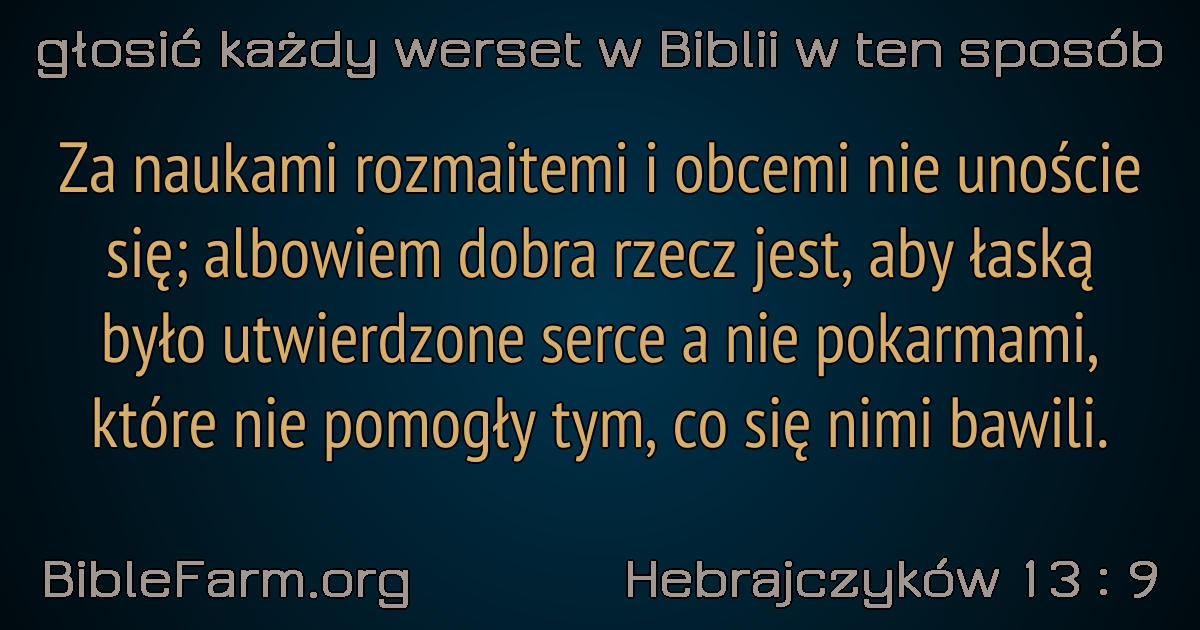 głosić każdy werset w Biblii w ten sposób
Za naukami rozmaitemi i obcemi nie unoście
się; albowiem dobra rzecz jest, aby łaską
było utwierdzone serce a nie pokarmami,
które nie pomogły tym, co się nimi bawili.
BibleFarm.org
Hebrajczyków 13 : 9